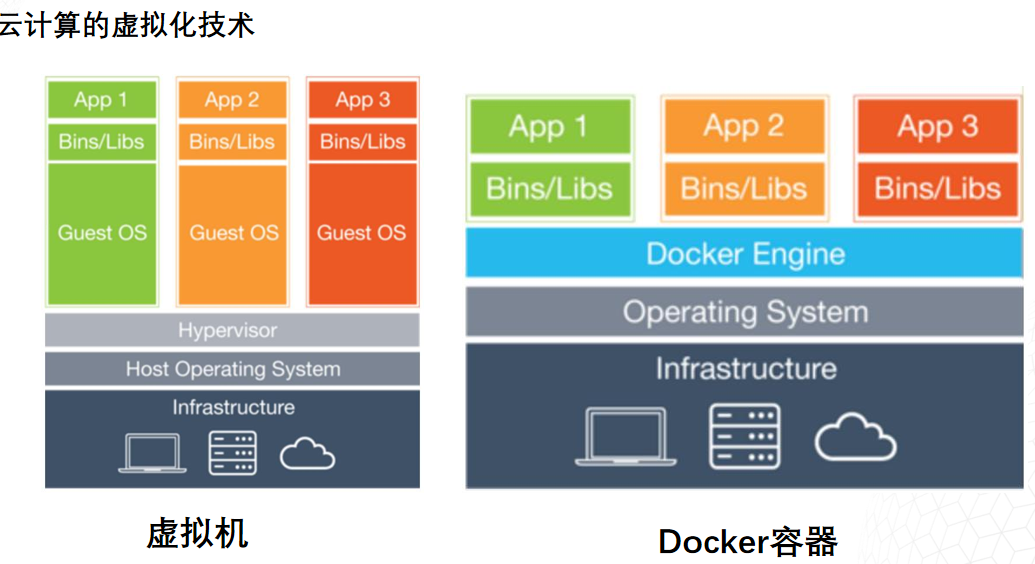 云计算的虚拟化技术
App 1
App 2
App 3
Bins/Libs
Bins/Libs
Bins/Libs
Guest OS
Guest OS
Guest OS
Hypervisor
Host Operating System
Infrastructure
虚拟机
App 1
App 2
App 3
Bins/Libs
Bins/Libs
Bins/Libs
Docker Engine
Operating System
Infrastructure
Docker容器